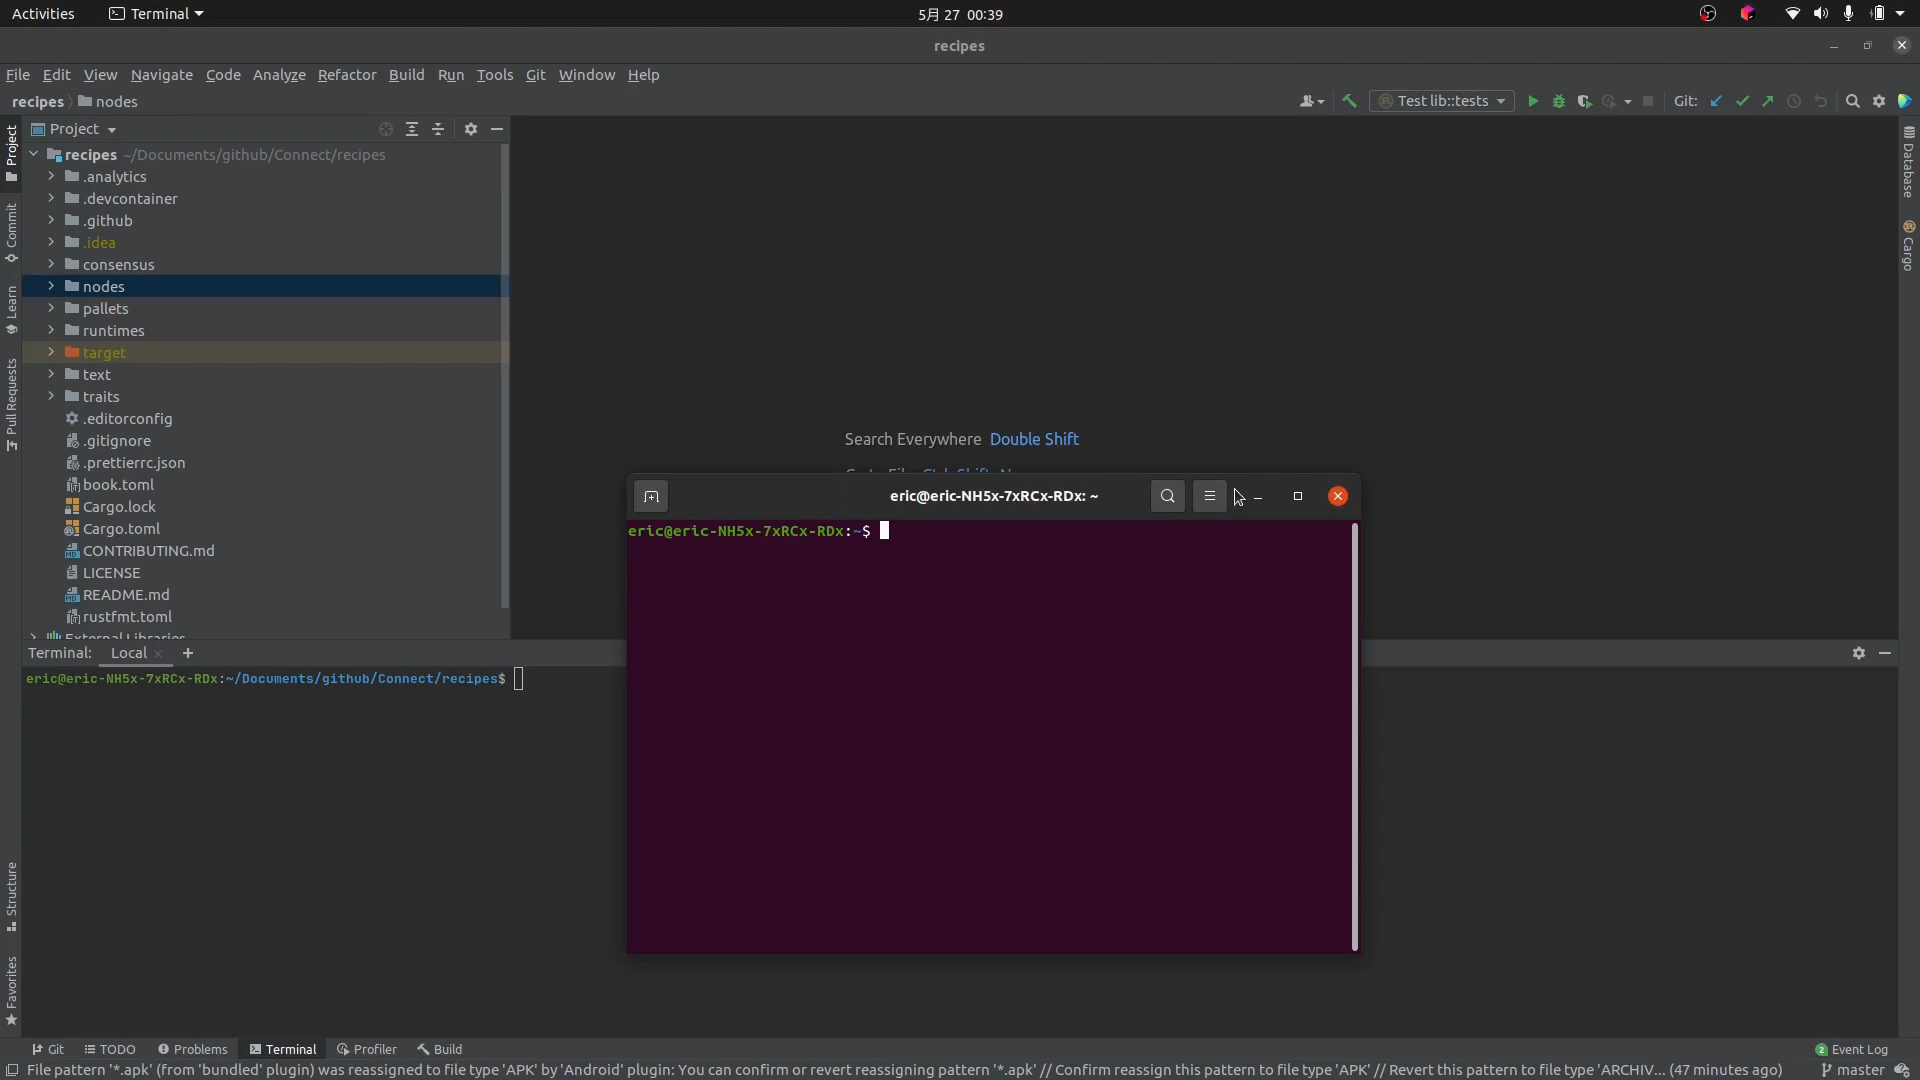 Activities Terminal 5月 27 00:39
recipes
File Edit View Navigate Code Analyze Refactor Build Run Tools Git Window Help
recipes nodes Test lib::tests Git:
Project
recipes ~/Documents/github/Connect/recipes
.analytics
.devcontainer
.github
.idea
consensus
nodes
pallets
runtimes
target
text
traits
.editorconfig
.gitignore
.prettierrc.json
book.toml
Cargo.lock
Cargo.toml
CONTRIBUTING.md
LICENSE
README.md
rustfmt.toml
External Libraries
Project
Commit
Learn
Pull Requests
Structure
Favorites
Database
Cargo
Search Everywhere Double Shift
eric@eric-NH5x-7xRCx-RDx: ~
eric@eric-NH5x-7xRCx-RDx:~$
Terminal: Local
eric@eric-NH5x-7xRCx-RDx:~/Documents/github/Connect/recipes$
Git TODO Problems Terminal Profiler Build 2 Event Log
File pattern '*.apk' (from 'bundled' plugin) was reassigned to file type 'APK' by 'Android' plugin: You can confirm or revert reassigning pattern '*.apk' // Confirm reassign this pattern to file type 'APK' // Revert this pattern to file type 'ARCHIV... (47 minutes ago) master